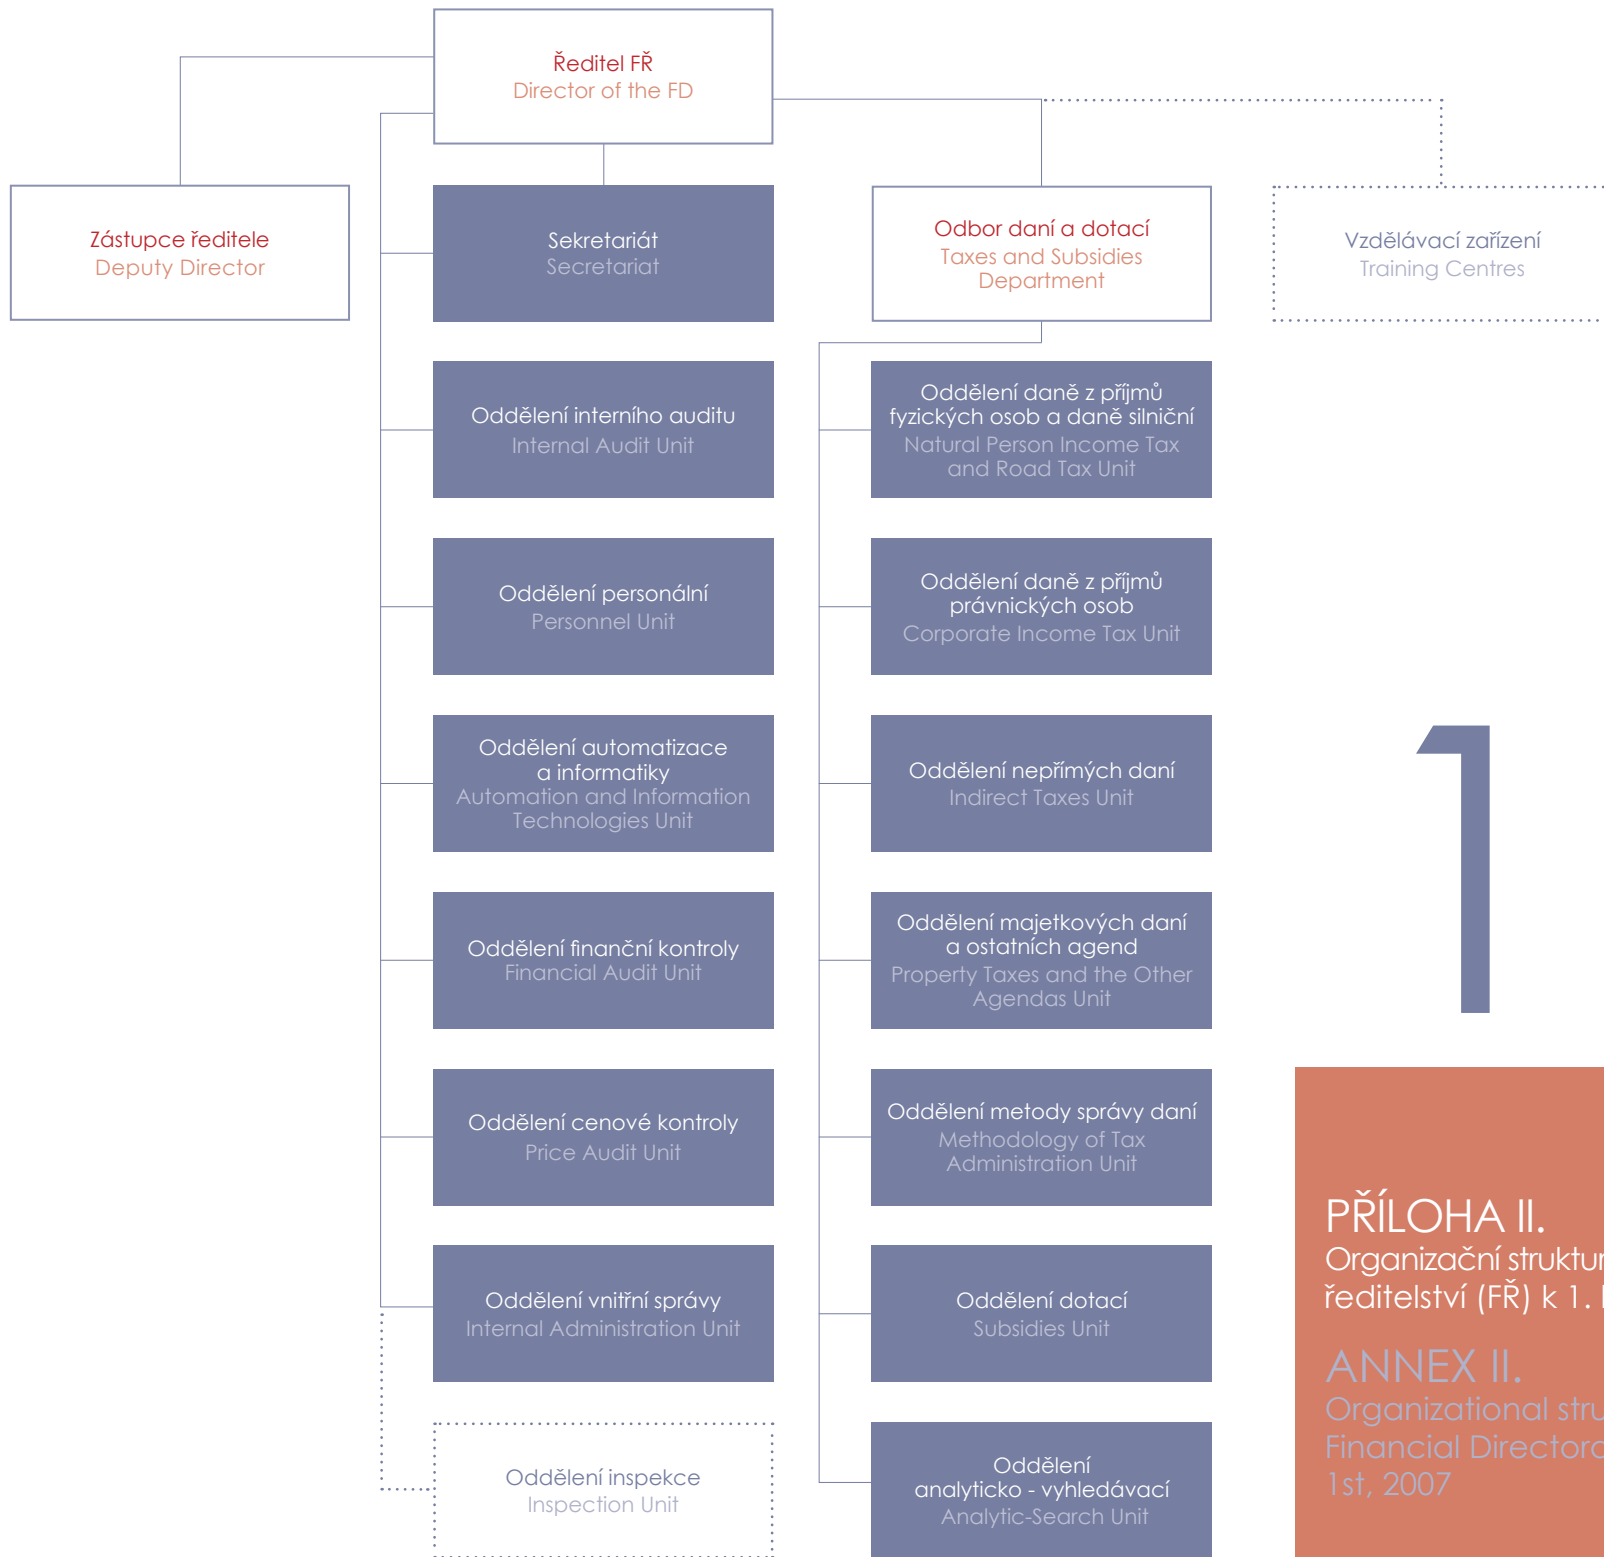 Ředitel FŘ
Director of the FD
Zástupce ředitele
Deputy Director
Sekretariát
Secretariat
Odbor daní a dotací
Taxes and Subsidies
Department
Vzdělávací zařízení
Training Centres
Oddělení interního auditu
Internal Audit Unit
Oddělení personální
Personnel Unit
Oddělení automatizace
a informatiky
Automation and Information
Technologies Unit
Oddělení finanční kontroly
Financial Audit Unit
Oddělení cenové kontroly
Price Audit Unit
Oddělení vnitřní správy
Internal Administration Unit
Oddělení inspekce
Inspection Unit
Oddělení daně z příjmů
fyzických osob a daně silniční
Natural Person Income Tax
and Road Tax Unit
Oddělení daně z příjmů
právnických osob
Corporate Income Tax Unit
Oddělení nepřímých daní
Indirect Taxes Unit
Oddělení majetkových daní
a ostatních agend
Property Taxes and the Other
Agendas Unit
Oddělení metody správy daní
Methodology of Tax
Administration Unit
Oddělení dotací
Subsidies Unit
Oddělení
analyticko - vyhledávací
Analytic-Search Unit
1
PŘÍLOHA II.
Organizační
ředitelství (FŘ) k 1.
ANNEX II.
Organizational
Financial
1st, 2007